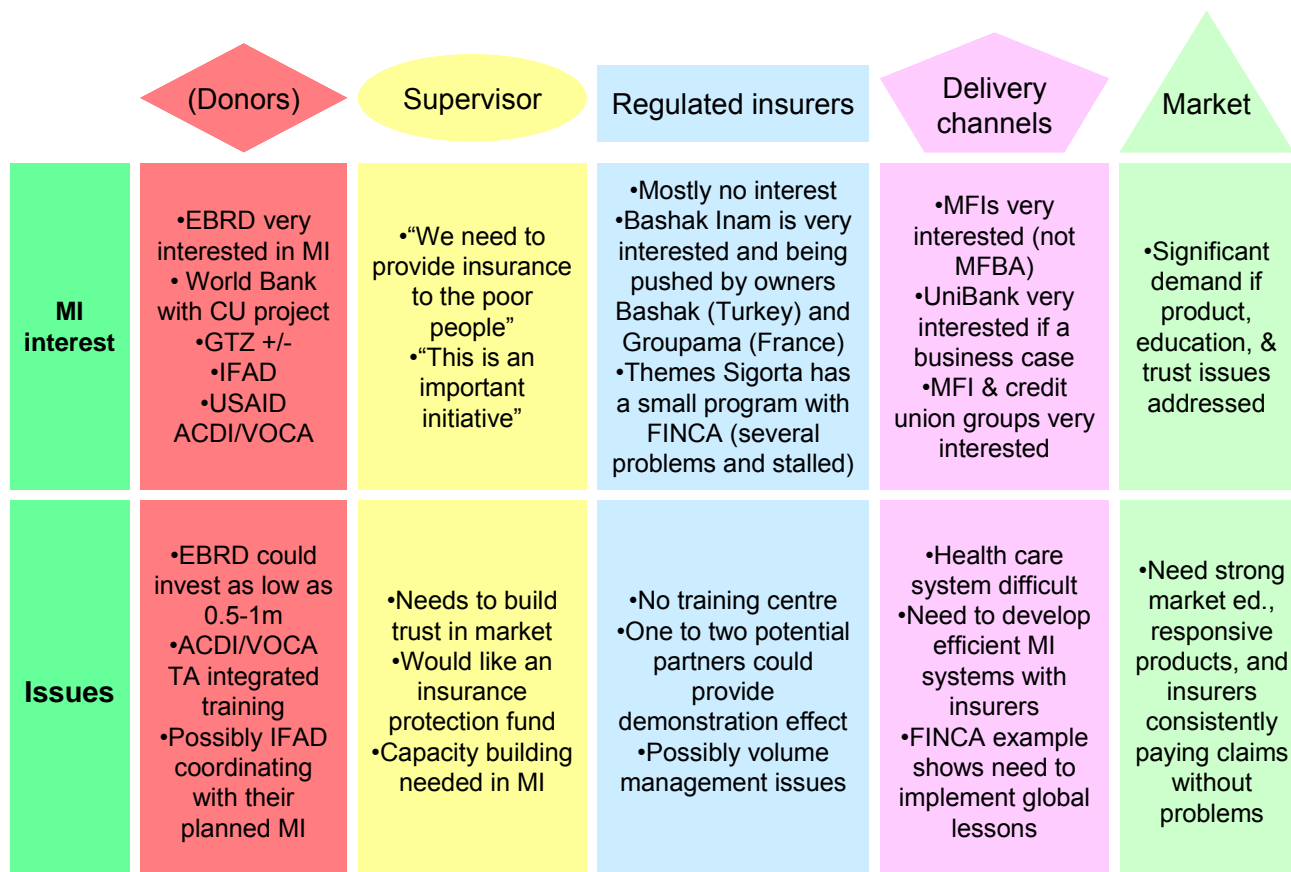 (Donors)
Supervisor
Regulated insurers
Delivery
channels
Market
MI
interest
•EBRD very
interested in MI
• World Bank
with CU project
•GTZ +/-
•IFAD
•USAID
ACDI/VOCA
•“We need to
provide insurance
to the poor
people”
•“This is an
important
initiative”
•Mostly no interest
•Bashak Inam is very
interested and being
pushed by owners
Bashak (Turkey) and
Groupama (France)
•Themes Sigorta has
a small program with
FINCA (several
problems and stalled)
•MFIs very
interested (not
MFBA)
•UniBank very
interested if a
business case
•MFI & credit
union groups very
interested
•Significant
demand if
product,
education, &
trust issues
addressed
Issues
•EBRD could
invest as low as
0.5-1m
•ACDI/VOCA
TA integrated
training
•Possibly IFAD
coordinating
with their
planned MI
•Needs to build
trust in market
•Would like an
insurance
protection fund
•Capacity building
needed in MI
•No training centre
•One to two potential
partners could
provide
demonstration effect
•Possibly volume
management issues
•Health care
system difficult
•Need to develop
efficient MI
systems with
insurers
•FINCA example
shows need to
implement global
lessons
•Need strong
market ed.,
responsive
products, and
insurers
consistently
paying claims
without
problems